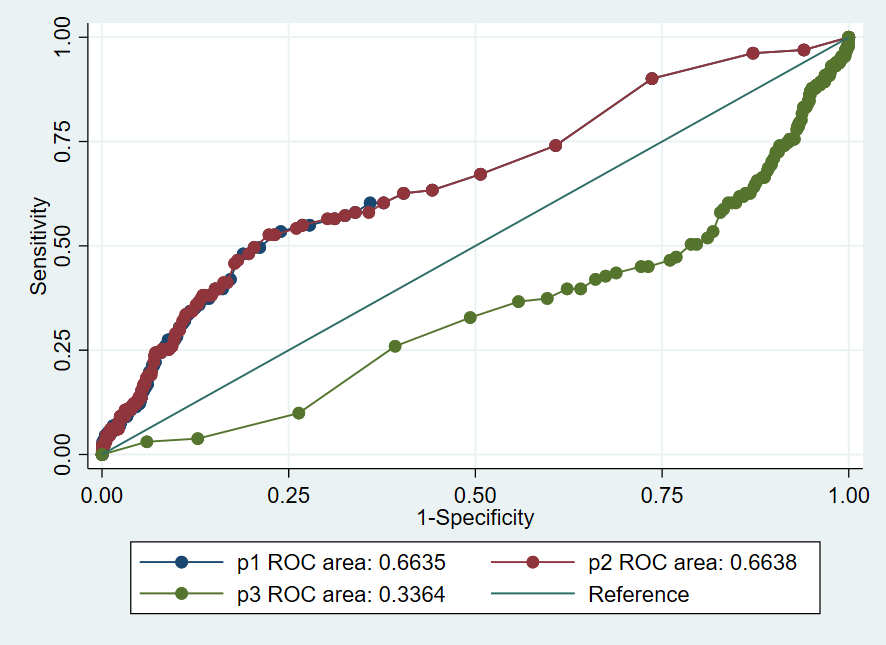 1.00
0.75
0.50
0.25
0.00
Sensitivity
0.00 0.25 0.50 0.75 1.00
1-Specificity
p1 ROC area: 0.6635 p2 ROC area: 0.6638
p3 ROC area: 0.3364 Reference